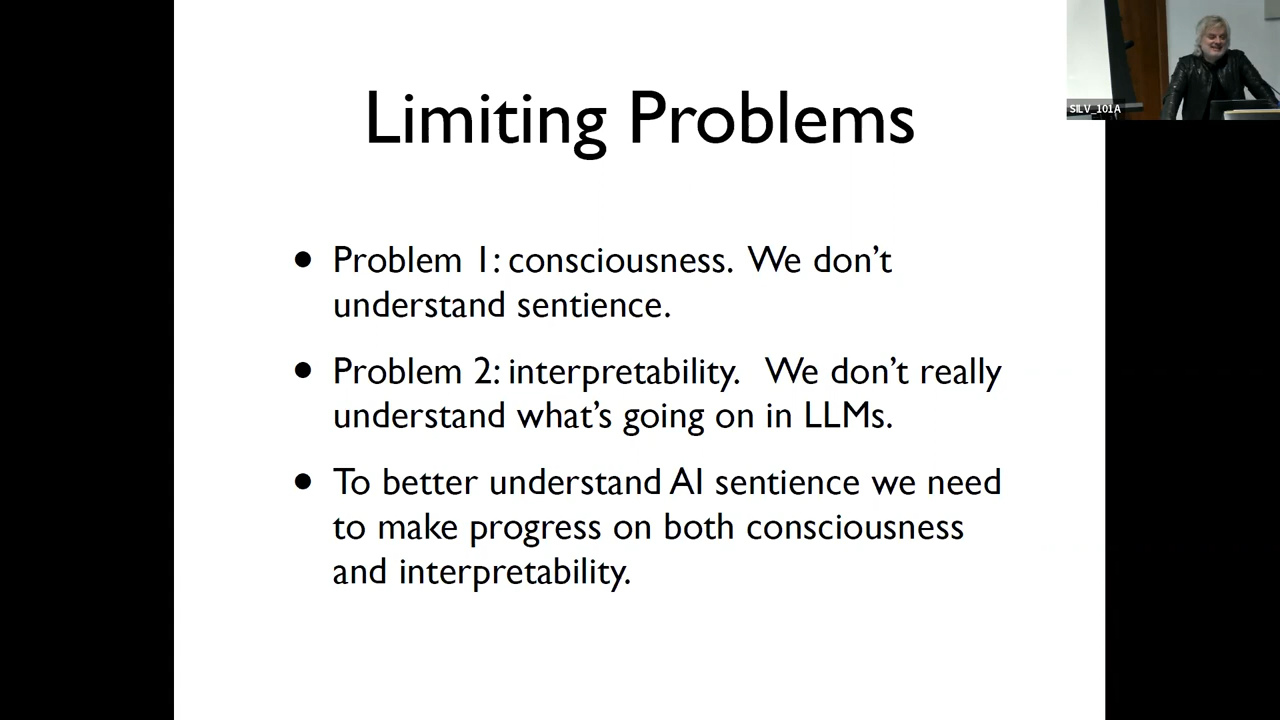 Limiting Problems
SILV_101A
• Problem 1: consciousness. We don't
understand sentience.
• Problem 2: interpretability. We don't really
understand what's going on in LLMs.
• To better understand AI sentience we need
to make progress on both consciousness
and interpretability.